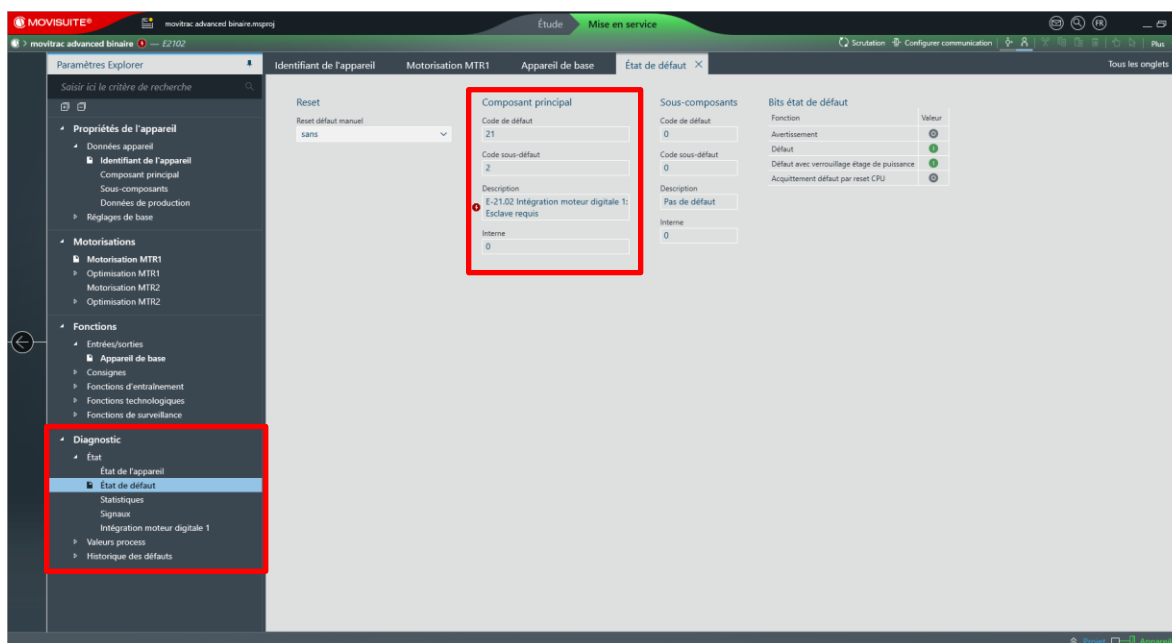 MOVISUITE®
movitrac advanced binaire.msproj
Étude
Mise en service
FR
> movitrac advanced binaire — E2102
Scrutation
Configurer communication
Plus
Paramètres Explorer
Saisir ici le critère de recherche
Propriétés de l'appareil
Données appareil
Identifiant de l'appareil
Composant principal
Sous-composants
Données de production
Réglages de base
Motorisations
Motorisation MTR1
Optimisation MTR1
Motorisation MTR2
Optimisation MTR2
Fonctions
Entrées/sorties
Appareil de base
Consignes
Fonctions d'entraînement
Fonctions technologiques
Fonctions de surveillance
Diagnostic
État
État de l'appareil
État de défaut
Statistiques
Signaux
Intégration moteur digitale 1
Valeurs process
Historique des défauts
Identifiant de l'appareil
Motorisation MTR1
Appareil de base
État de défaut
Tous les onglets
Reset
Reset défaut manuel
sans
Composant principal
Code de défaut
21
Code sous-défaut
2
Description
E-21.02 Intégration moteur digitale 1:
Esclave requis
Interne
0
Sous-composants
Code de défaut
0
Code sous-défaut
0
Description
Pas de défaut
Interne
0
Bits état de défaut
Fonction Valeur
Avertissement
Défaut
Défaut avec verrouillage étage de puissance
Acquittement défaut par reset CPU
Projet
Appareil